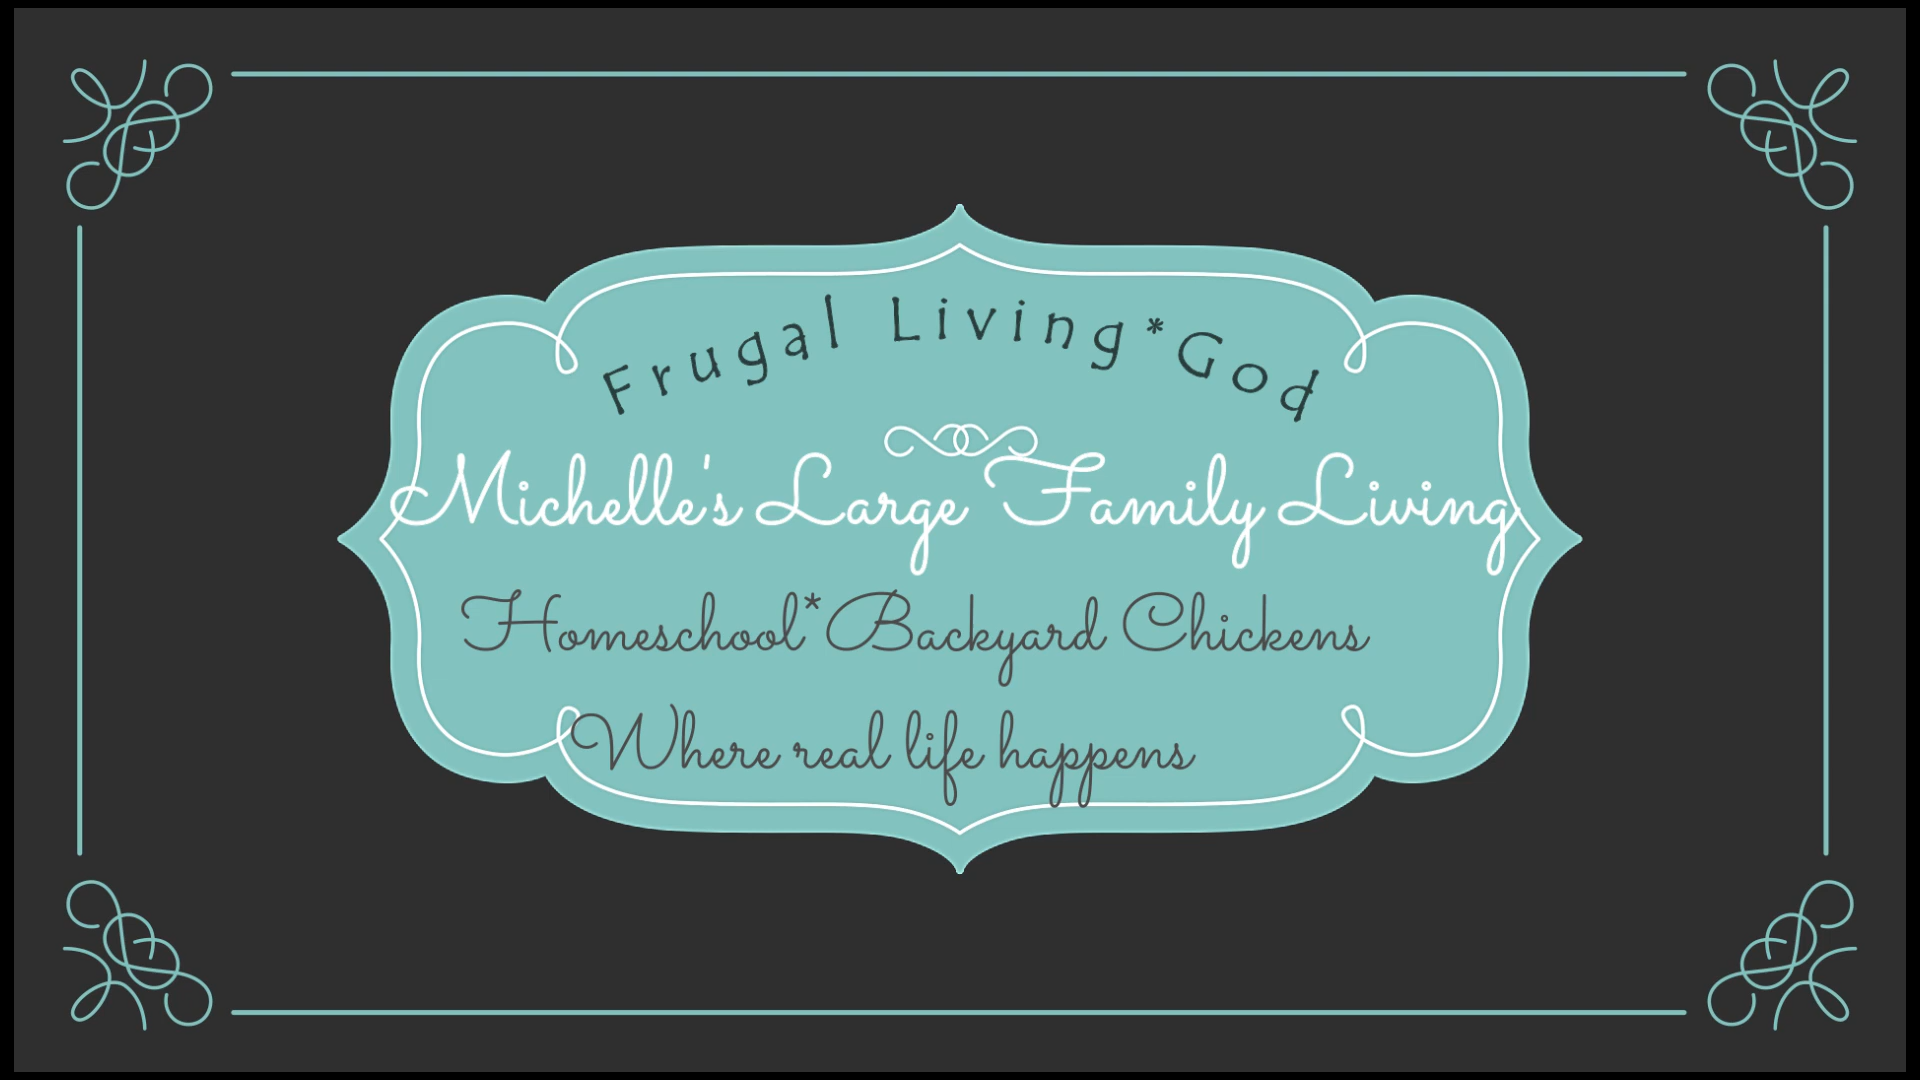 Frugal Living*God
Michelle's Large Family Living
Homeschool*Backyard Chickens
Where real life happens